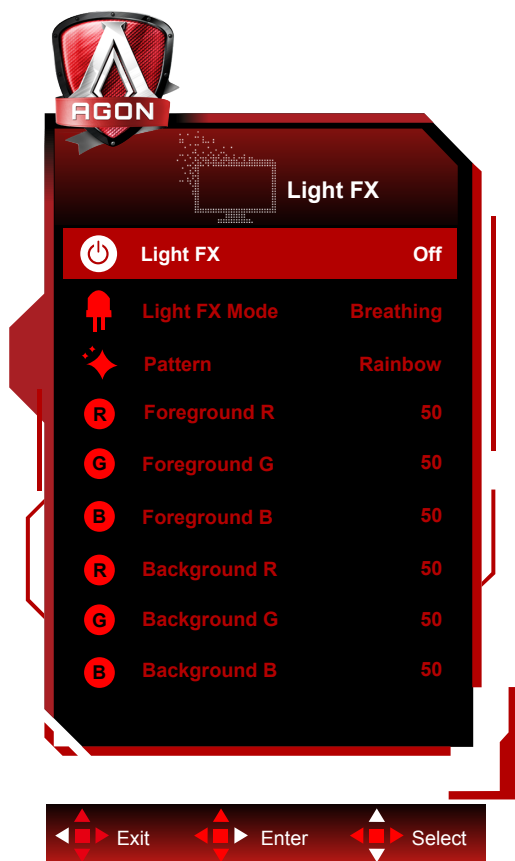 AGON
Light FX
Light FX Off
Light FX Mode Breathing
Pattern Rainbow
R Foreground R 50
G Foreground G 50
B Foreground B 50
R Background R 50
G Background G 50
B Background B 50
Exit Enter Select